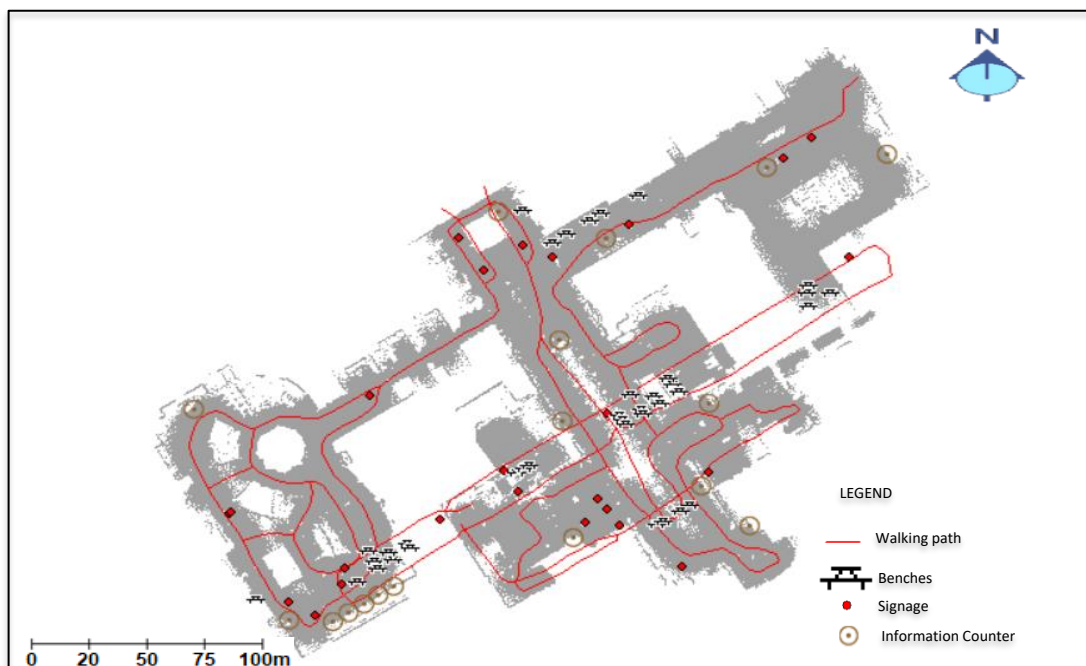 N
LEGEND
Walking path
Benches
Signage
Information Counter
0 20 50 75 100m